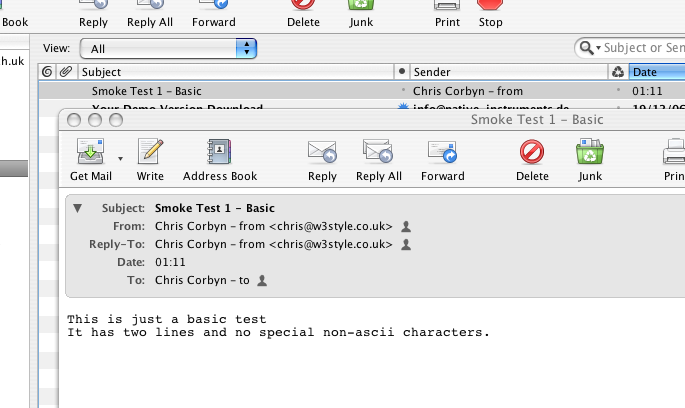 Book Reply Reply All Forward Delete Junk Print Stop
View: All Subject or Sen
h.uk
Subject Sender Date
Smoke Test 1 – Basic Chris Corbyn – from 01:11
Your Demo Version Download info@native-instruments.de 19/12/06
Smoke Test 1 – Basic
Get Mail Write Address Book Reply Reply All Forward Delete Junk Prin
Subject: Smoke Test 1 – Basic
From: Chris Corbyn – from <chris@w3style.co.uk>
Reply-To: Chris Corbyn – from <chris@w3style.co.uk>
Date: 01:11
To: Chris Corbyn – to
This is just a basic test
It has two lines and no special non-ascii characters.